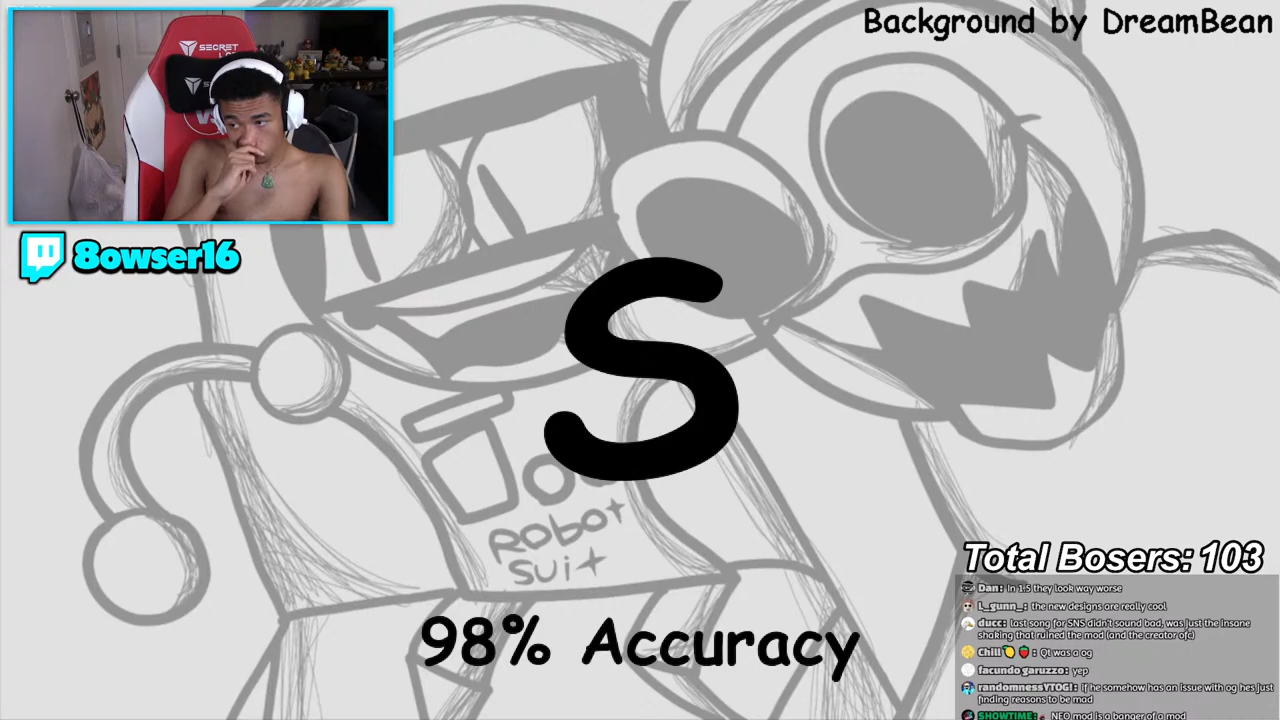 Background by DreamBean
SECRET
8owser16
S
ROBOT
SUIT
98% Accuracy
Total Bosers: 103
Dan: In 1.5 they look way worse
L_gunn_: the new designs are really cool
ducc: last song for SNS didn't sound bad, was just the insane
shaking that ruined the mod (and the creator ofc)
Chill🍋🍓: Qt was a og
facundogaruzzo: yep
randomnessYTOGI: if he somehow has an issue with og hes just
finding reasons to be mad
SHOWTIME: NEO mod is a banger of a mod